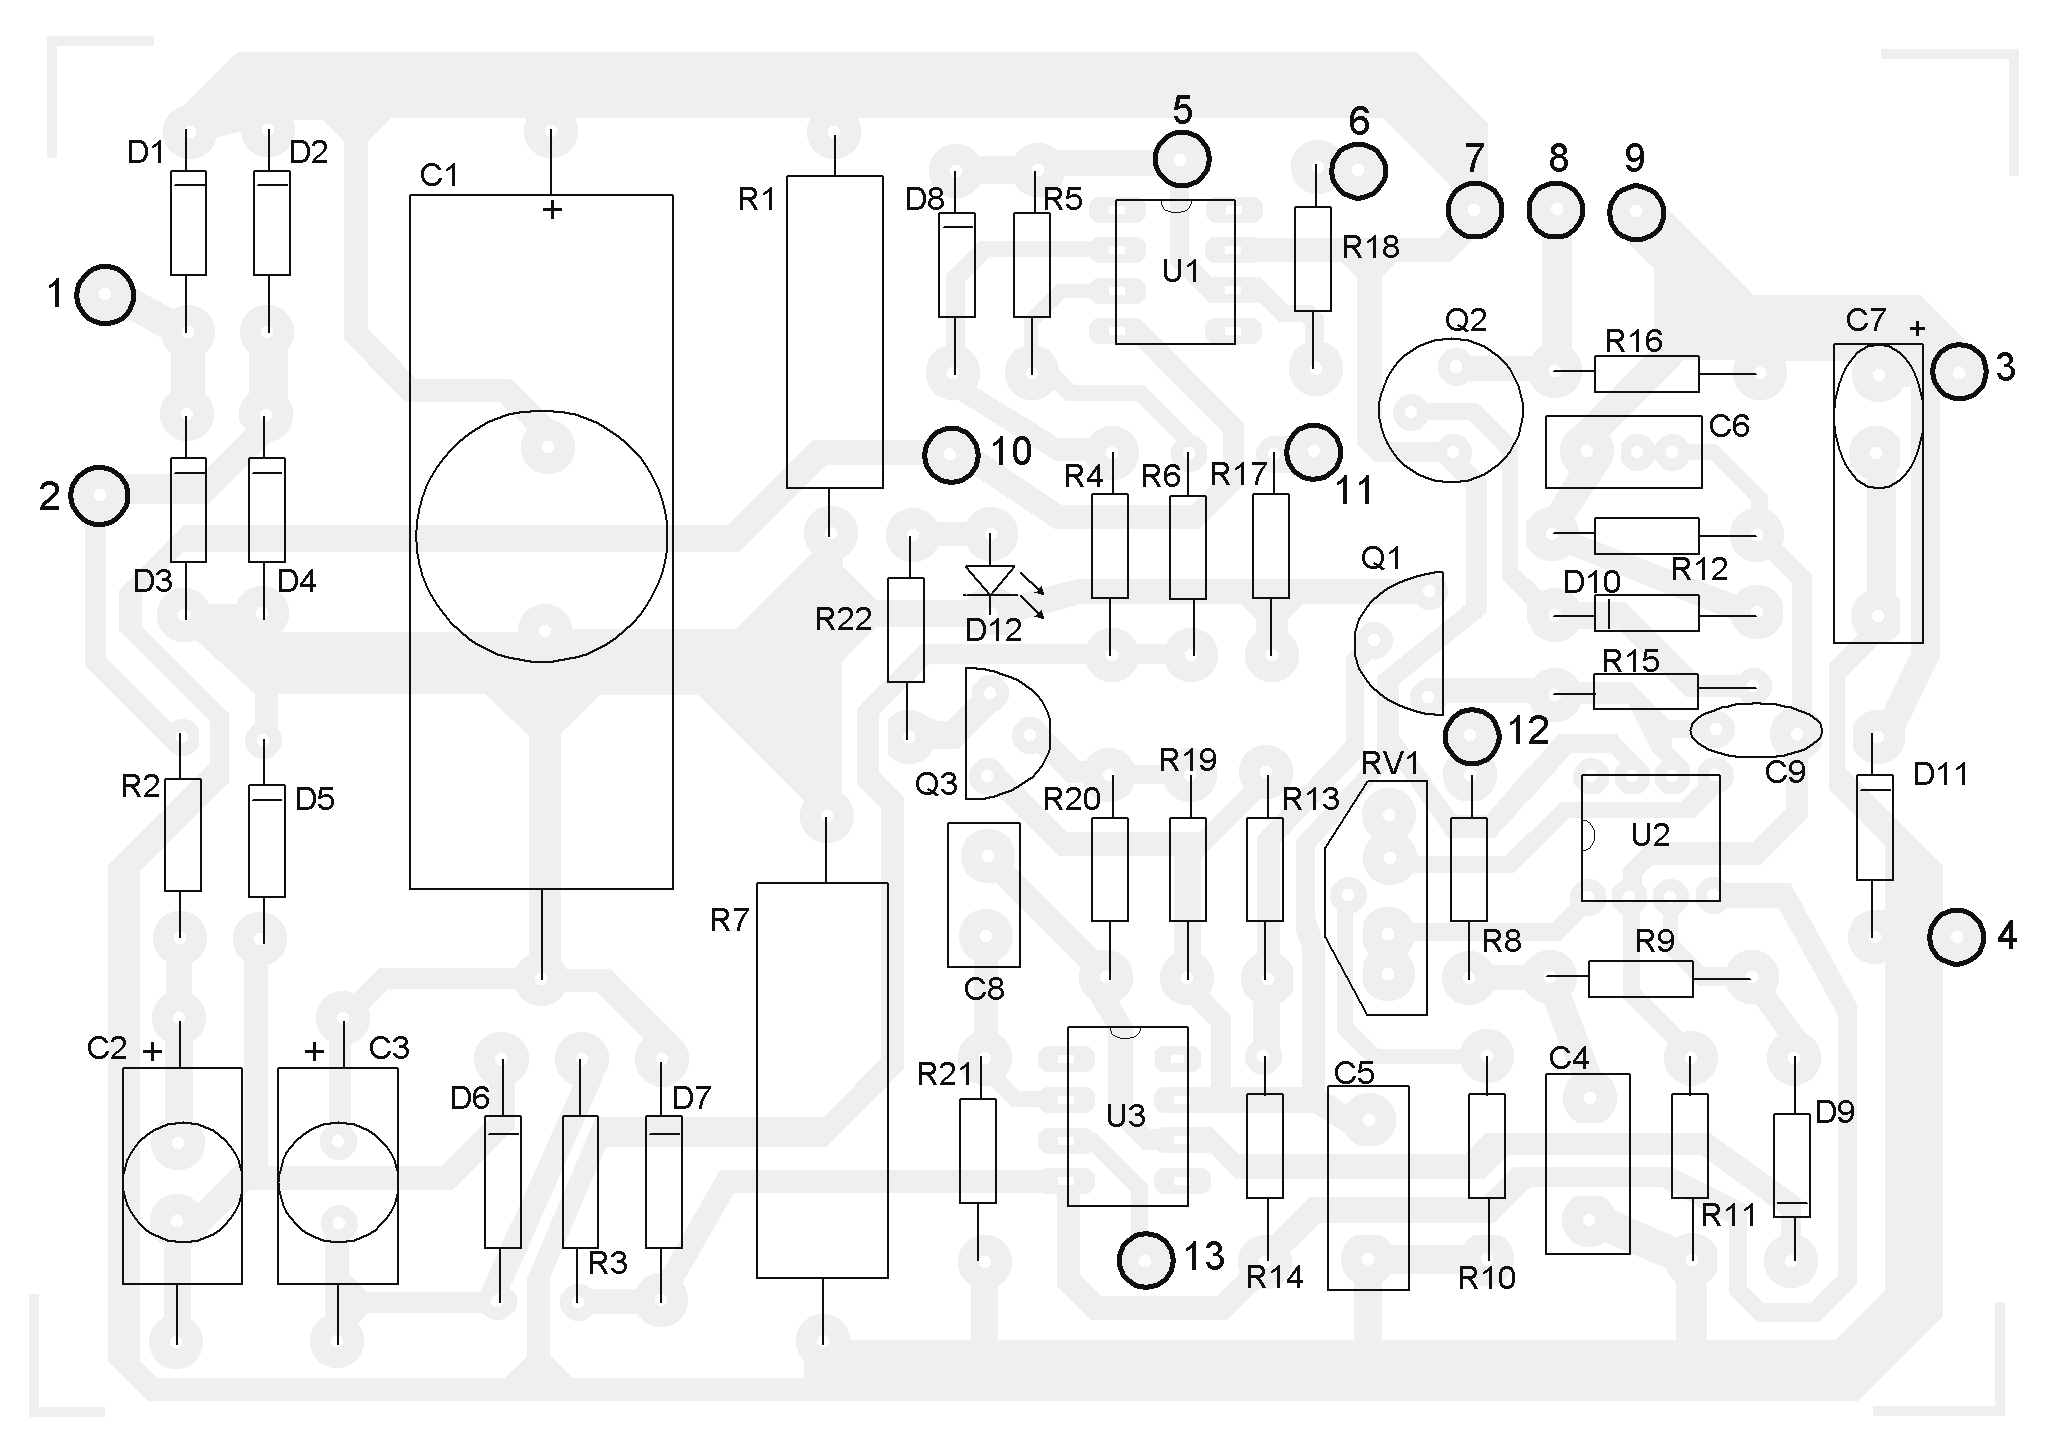 5
6
7
8
9
D1
D2
C1
+
R1
D8
R5
U1
R18
1
Q2
R16
C7
+
3
C6
2
10
R4
R6
R17
11
D3
D4
R22
D12
Q1
R12
D10
R15
12
R2
D5
Q3
R20
R19
R13
RV1
C9
D11
U2
R7
C8
R8
R9
4
C2
+
+
C3
D6
D7
R21
U3
C5
C4
D9
R3
13
R14
R10
R11